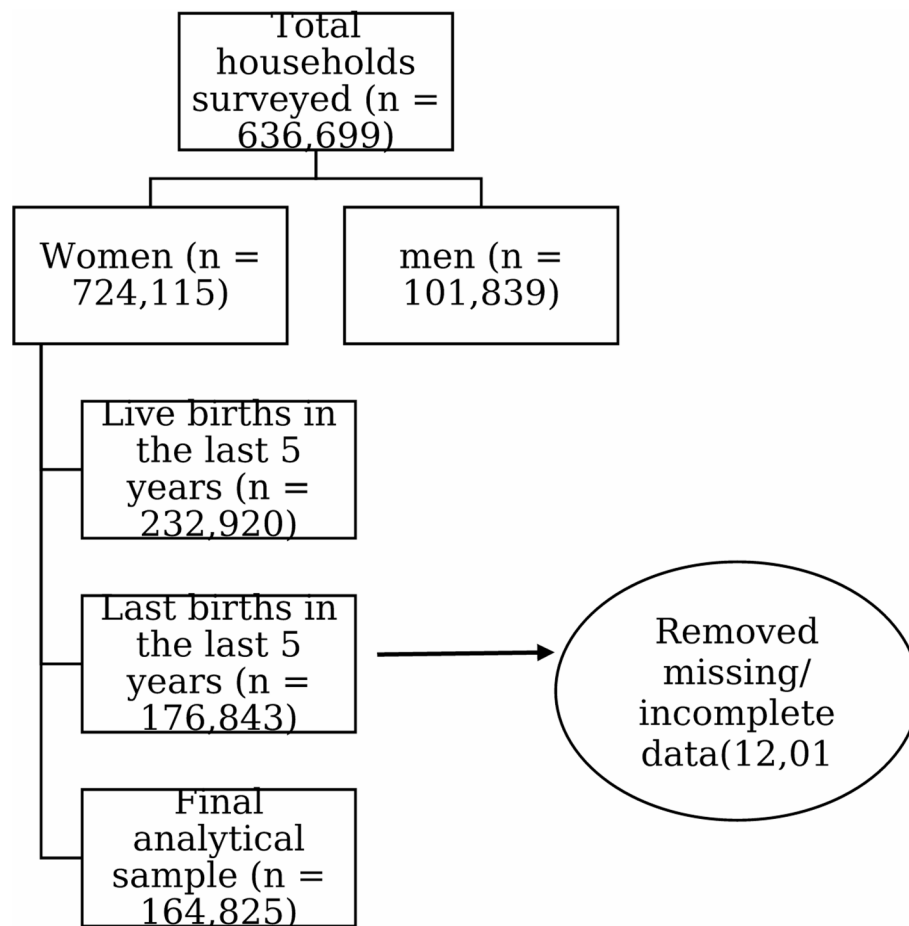 Total
households
surveyed (n =
636,699)
Women (n =
724,115)
men (n =
101,839)
Live births in
the last 5
years (n =
232,920)
Last births in
the last 5
years (n =
176,843)
Removed
missing/
incomplete
data(12,01
Final
analytical
sample (n =
164,825)